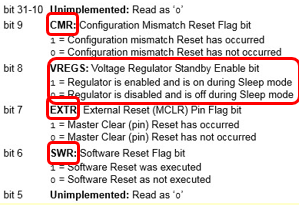 bit 31-10 Unimplemented: Read as ‘0’
bit 9 CMR: Configuration Mismatch Reset Flag bit
1 = Configuration mismatch Reset has occurred
0 = Configuration mismatch Reset has not occurred
bit 8 VREGS: Voltage Regulator Standby Enable bit
1 = Regulator is enabled and is on during Sleep mode
0 = Regulator is disabled and is off during Sleep mode
bit 7 EXTR: External Reset (MCLR) Pin Flag bit
1 = Master Clear (pin) Reset has occurred
0 = Master Clear (pin) Reset has not occurred
bit 6 SWR: Software Reset Flag bit
1 = Software Reset was executed
0 = Software Reset as not executed
bit 5 Unimplemented: Read as ‘0’